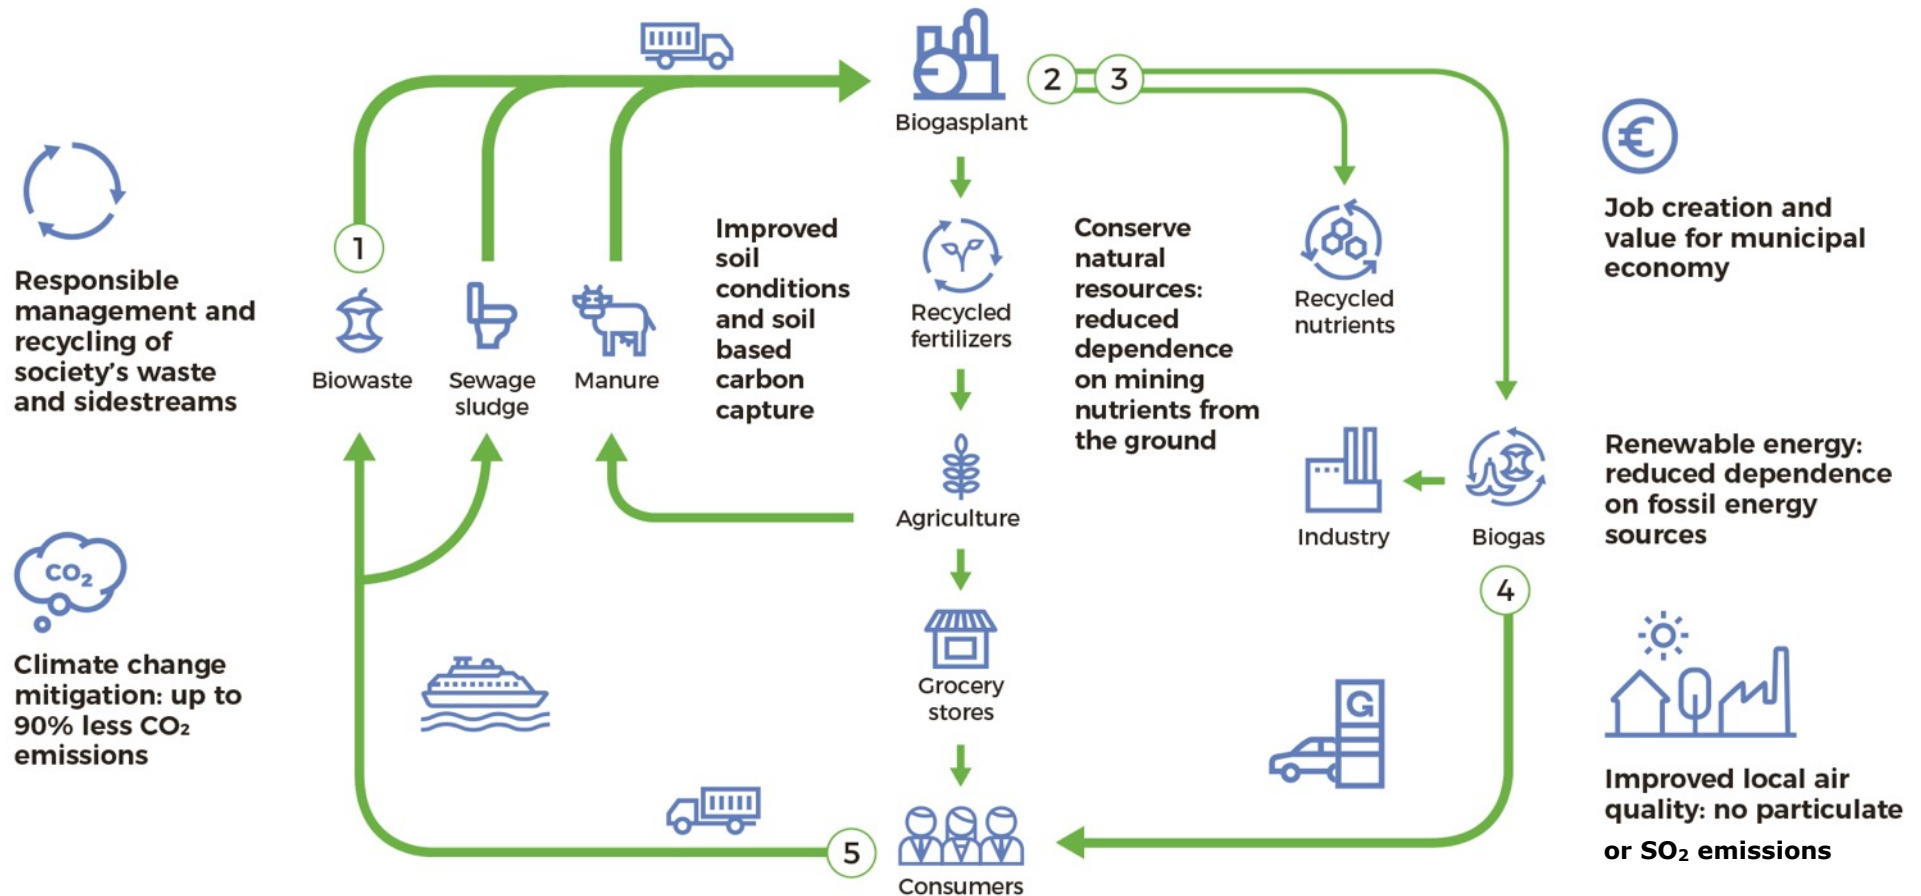 Biogasplant
2
3
€
Job creation and
value for municipal
economy
1
Responsible
management and
recycling of
society's waste
and sidestreams
Biowaste
Sewage
sludge
Manure
Improved
soil
conditions
and soil
based
carbon
capture
Recycled
fertilizers
Conserve
natural
resources:
reduced
dependence
on mining
nutrients from
the ground
Recycled
nutrients
Agriculture
Industry
Biogas
Renewable energy:
reduced dependence
on fossil energy
sources
CO₂
Climate change
mitigation: up to
90% less CO₂
emissions
4
Grocery
stores
G
Improved local air
quality: no particulate
or SO₂ emissions
5
Consumers